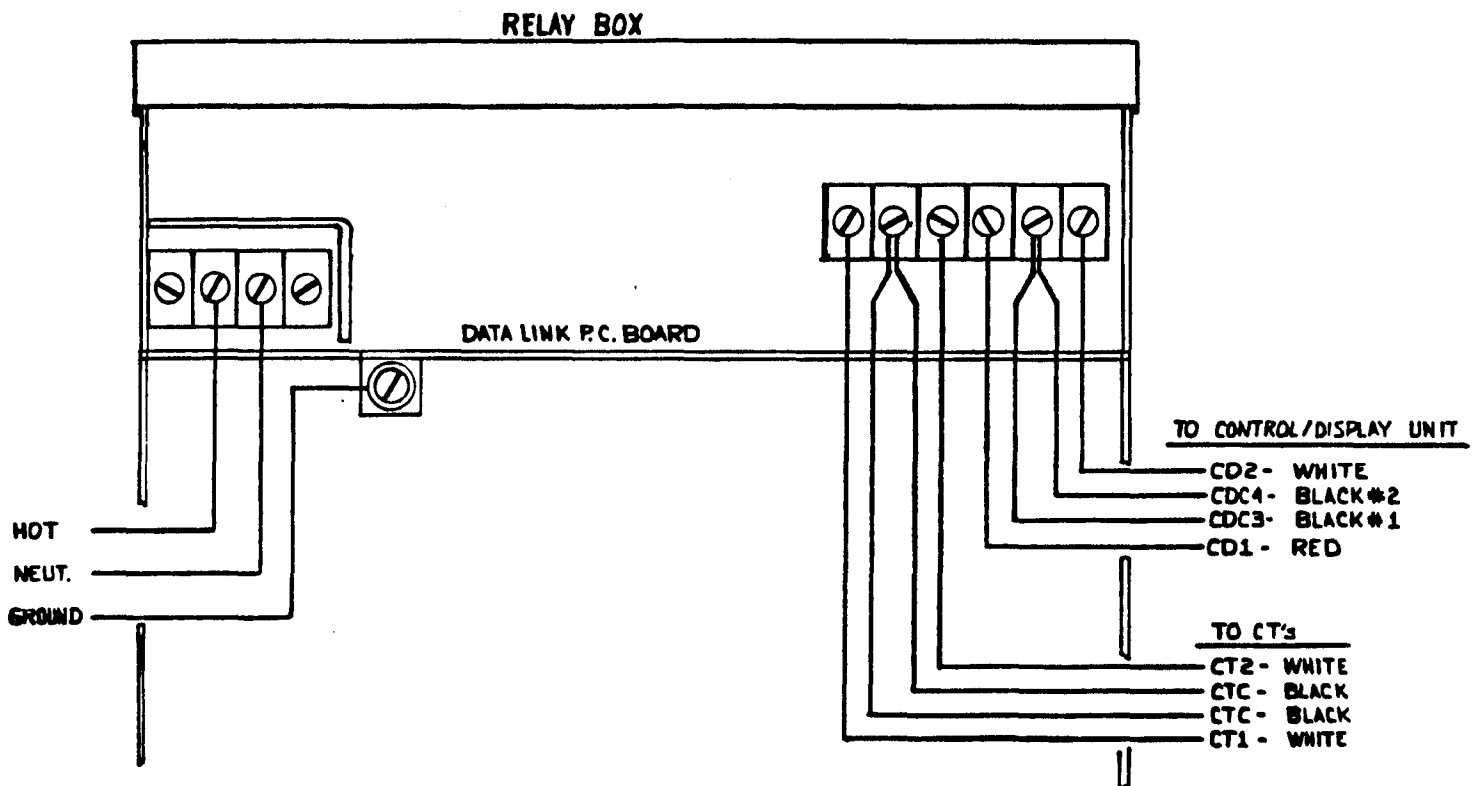 RELAY BOX
DATA LINK P.C. BOARD
TO CONTROL/DISPLAY UNIT
CD2- WHITE
CDC4- BLACK#2
CDC3- BLACK#1
CD1- RED
HOT
NEUT.
GROUND
TO CT's
CT2- WHITE
CTC- BLACK
CTC- BLACK
CT1- WHITE